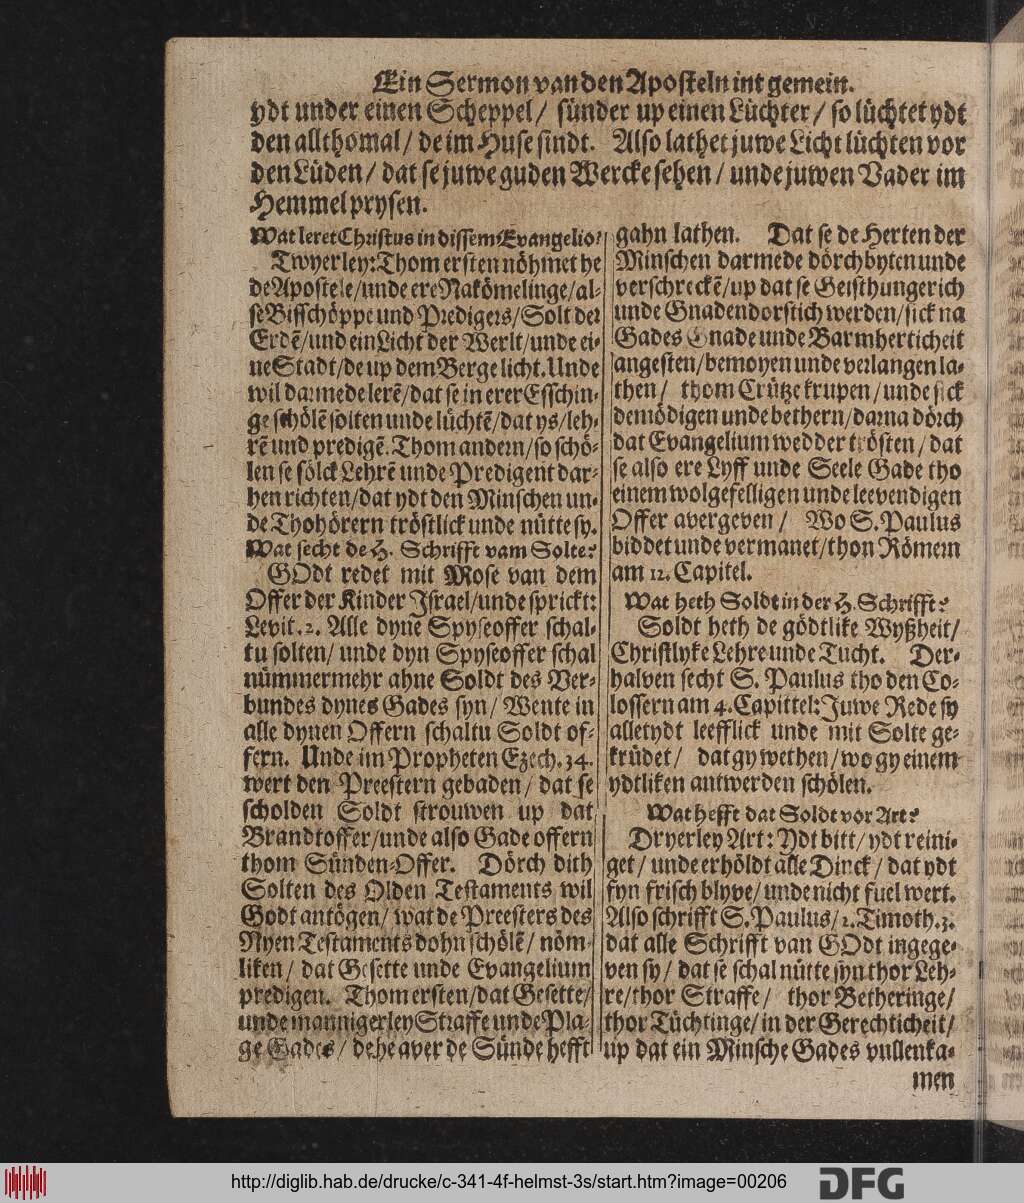 Ein Sermon van den Aposteln int gemein.
ydt under einen Scheppel / sünder up einen Lüchter / so lüchtet ydt
den allthomal / de im Huse sindt. Also lathet juwe Licht lüchten vor
den Lüden / dat se juwe guden Wercke sehen / unde juwen Vader im
Hemmel prysen.
Wat leret Christus in dissem Evangelio?
Twyerley: Thom ersten nöhmet he
de Apostele / unde ere Nakömelinge / al-
se Bisschöppe und Predigers / Solt der
Erdē / und ein Licht der Werlt / unde ei-
ne Stadt / de up dem Berge licht. Unde
wil darmede lerē / dat se in erer Esschin-
ge schölē solten unde lüchtē / dat ys / leh-
rē und predigē. Thom andern / so schö-
len se sölck Lehrē unde Predigent dar-
hen richten / dat ydt den Minschen un-
de Thohörern tröstlick unde nütte sy.
Wat secht de H. Schrifft vam Solte?
GOdt redet mit Mose van dem
Offer der Kinder Israel / unde sprickt:
Levit. 2. Alle dyne Spyseoffer schal-
tu solten / unde dyn Spyseoffer schal
nümmermehr ahne Soldt des Ver-
bundes dynes Gades syn / Wente in
alle dynen Offern schaltu Soldt of-
fern. Unde im Propheten Ezech. 34.
wert den Preestern gebaden / dat se
scholden Soldt strouwen up dat
Brandtoffer / unde also Gade offern
thom Sünden-Offer. Dörch dith
Solten des Olden Testaments wil
Godt antögen / wat de Preesters des
Nyen Testaments dohn schölē / nöm-
liken / dat Gesette unde Evangelium
predigen. Thom ersten / dat Gesette /
unde mannigerley Straffe unde Pla-
ge Gades / de he aver de Sünde hefft
gahn lathen. Dat se de Herten der
Minschen darmede dörchbyten unde
verschreckē / up dat se Geisthungerich
unde Gnadendorstich werden / sick na
Gades Gnade unde Barmherticheit
angesten / bemoyen unde verlangen la-
then / thom Crütze krupen / unde sick
demödigen unde bethern / darna dörch
dat Evangelium wedder trösten / dat
se also ere Lyff unde Seele Gade tho
einem wolgefelligen unde leevendigen
Offer avergeven / Wo S. Paulus
biddet unde vermanet / thon Römern
am 12. Capitel.
Wat heth Soldt in der H. Schrifft?
Soldt heth de gödtlike Wyßheit /
Christlyke Lehre unde Tucht. Der-
halven secht S. Paulus tho den Co-
lossern am 4. Capittel: Juwe Rede sy
alletydt leefflick unde mit Solte ge-
krüdet / dat gy wethen / wo gy einem
ydtliken antwerden schölen.
Wat hefft dat Soldt vor Art?
Dryerley Art: Ydt bitt / ydt reini-
get / unde erhöldt alle Dinck / dat ydt
fyn frisch blyve / unde nicht fuel wert.
Also schrifft S. Paulus / 2. Timoth. 3.
dat alle Schrifft van GOdt ingege-
ven sy / dat se schal nütte syn thor Leh-
re / thor Straffe / thor Betheringe /
thor Tüchtinge / in der Gerechticheit /
up dat ein Minsche Gades vullenka-
men
http://diglib.hab.de/drucke/c-341-4f-helmst-3s/start.htm?image=00206
DFG